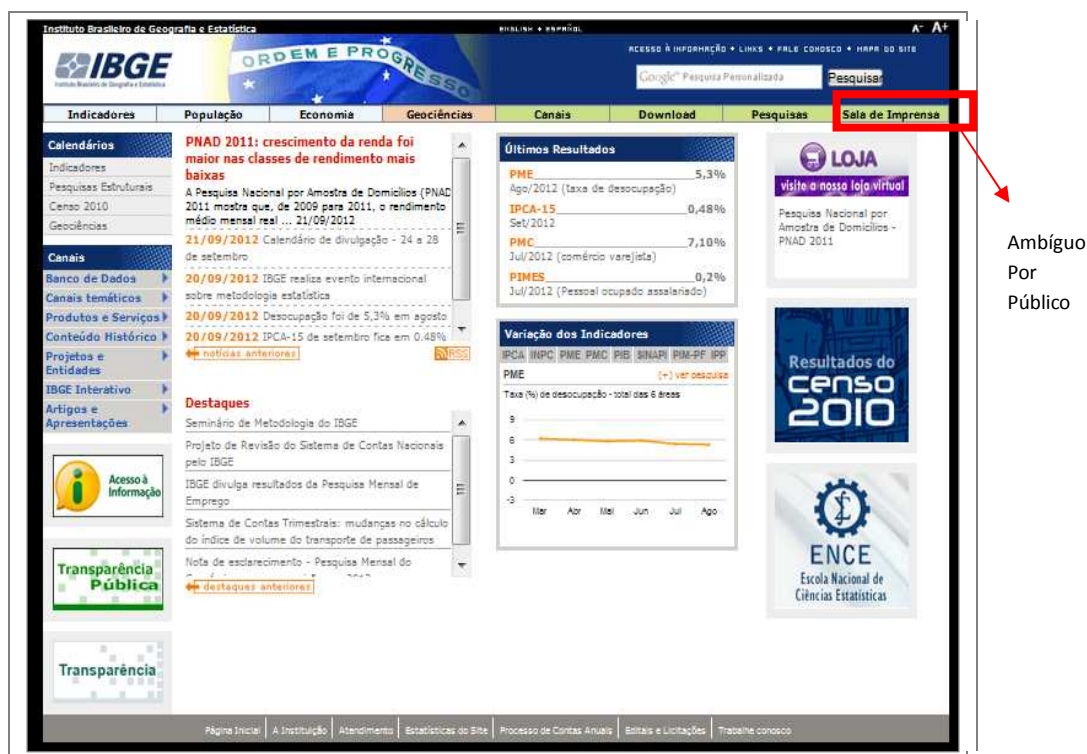 Instituto Brasileiro de Geografia e Estatística
ENGLISH + ESPAÑOL
A- A+
ACESSO À INFORMAÇÃO + LINKS + FALE CONOSCO + MAPA DO SITE
IBGE
Instituto Brasileiro de Geografia e Estatística
ORDEM E PROGRESSO
Google™ Pesquisa Personalizada
Pesquisar
Indicadores População Economia Geociências Canais Download Pesquisas Sala de Imprensa
Calendários
Indicadores
Pesquisas Estruturais
Censo 2010
Geociências
Canais
Banco de Dados
Canais temáticos
Produtos e Serviços
Conteúdo Histórico
Projetos e
Entidades
IBGE Interativo
Artigos e
Apresentações
Acesso à
Informação
Transparência
Pública
Transparência
PNAD 2011: crescimento da renda foi
maior nas classes de rendimento mais
baixas
A Pesquisa Nacional por Amostra de Domicílios (PNAD
2011 mostra que, de 2009 para 2011, o rendimento
médio mensal real ... 21/09/2012
21/09/2012 Calendário de divulgação - 24 a 28
de setembro
20/09/2012 IBGE realiza evento internacional
sobre metodologia estatística
20/09/2012 Desocupação foi de 5,3% em agosto
20/09/2012 IPCA-15 de setembro fica em 0,48%
notícias anteriores
RSS
Destaques
Seminário de Metodologia do IBGE
Projeto de Revisão do Sistema de Contas Nacionais
pelo IBGE
IBGE divulga resultados da Pesquisa Mensal de
Emprego
Sistema de Contas Trimestrais: mudanças no cálculo
do índice de volume do transporte de passageiros
Nota de esclarecimento - Pesquisa Mensal do
destaques anteriores
Últimos Resultados
PME 5,3%
Ago/2012 (taxa de desocupação)
IPCA-15 0,48%
Set/2012
PMC 7,10%
Jul/2012 (comércio varejista)
PIMES 0,2%
Jul/2012 (Pessoal ocupado assalariado)
Variação dos Indicadores
IPCA INPC PME PMC PIB SINAPI PIM-PF IPP
PME
(+) ver pesquisa
Taxa (%) de desocupação - total das 6 áreas
9
6
3
0
-3
Mar Abr Mai Jun Jul Ago
LOJA
visite a nossa loja virtual
Pesquisa Nacional por
Amostra de Domicílios -
PNAD 2011
Resultados do
censo
2010
ENCE
Escola Nacional de
Ciências Estatísticas
Ambíguo
Por
Público
Página Inicial | A Instituição | Atendimento | Estatísticas do Site | Processo de Contas Anuais | Editais e Licitações | Trabalhe conosco